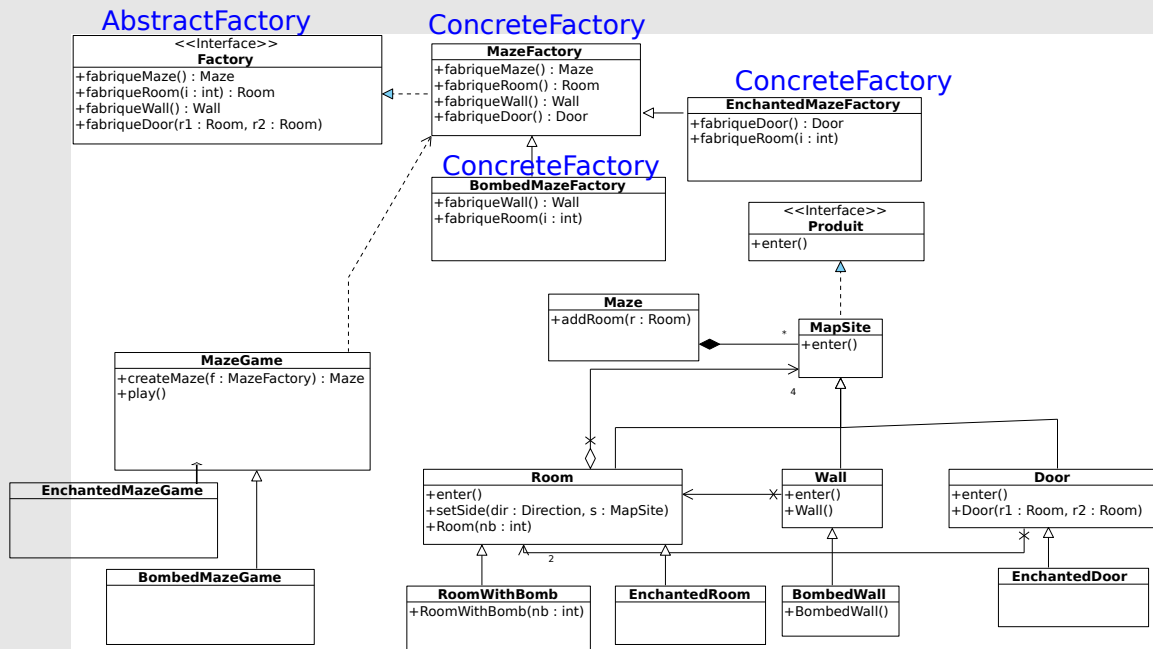 AbstractFactory
<<Interface>>
Factory
+fabriqueMaze() : Maze
+fabriqueRoom(i : int) : Room
+fabriqueWall() : Wall
+fabriqueDoor(r1 : Room, r2 : Room)
ConcreteFactory
MazeFactory
+fabriqueMaze() : Maze
+fabriqueRoom() : Room
+fabriqueWall() : Wall
+fabriqueDoor() : Door
ConcreteFactory
EnchantedMazeFactory
+fabriqueDoor() : Door
+fabriqueRoom(i : int)
ConcreteFactory
BombedMazeFactory
+fabriqueWall() : Wall
+fabriqueRoom(i : int)
<<Interface>>
Produit
+enter()
Maze
+addRoom(r : Room)
*
MapSite
+enter()
4
MazeGame
+createMaze(f : MazeFactory) : Maze
+play()
EnchantedMazeGame
BombedMazeGame
Room
+enter()
+setSide(dir : Direction, s : MapSite)
+Room(nb : int)
Wall
+enter()
+Wall()
Door
+enter()
+Door(r1 : Room, r2 : Room)
2
RoomWithBomb
+RoomWithBomb(nb : int)
EnchantedRoom
BombedWall
+BombedWall()
EnchantedDoor